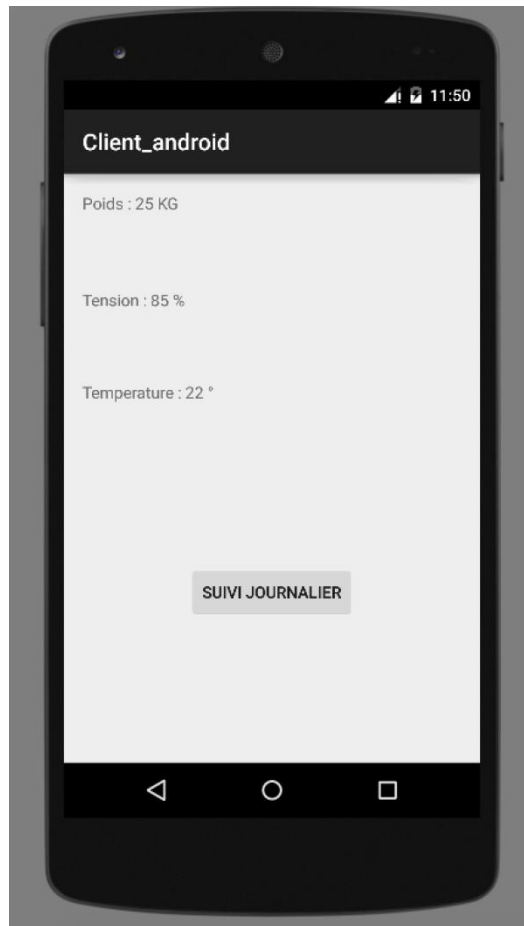 11:50
Client_android
Poids : 25 KG
Tension : 85 %
Temperature : 22 °
SUIVI JOURNALIER